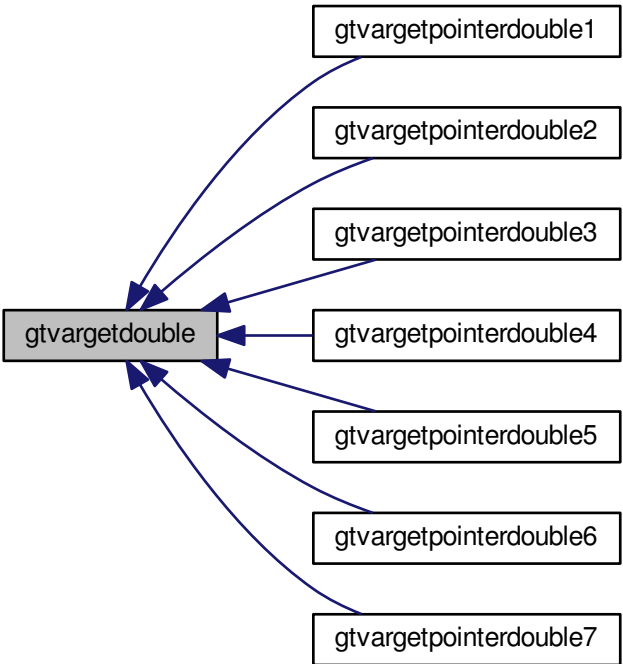 gtvargetpointerdouble1
gtvargetpointerdouble2
gtvargetpointerdouble3
gtvargetdouble
gtvargetpointerdouble4
gtvargetpointerdouble5
gtvargetpointerdouble6
gtvargetpointerdouble7